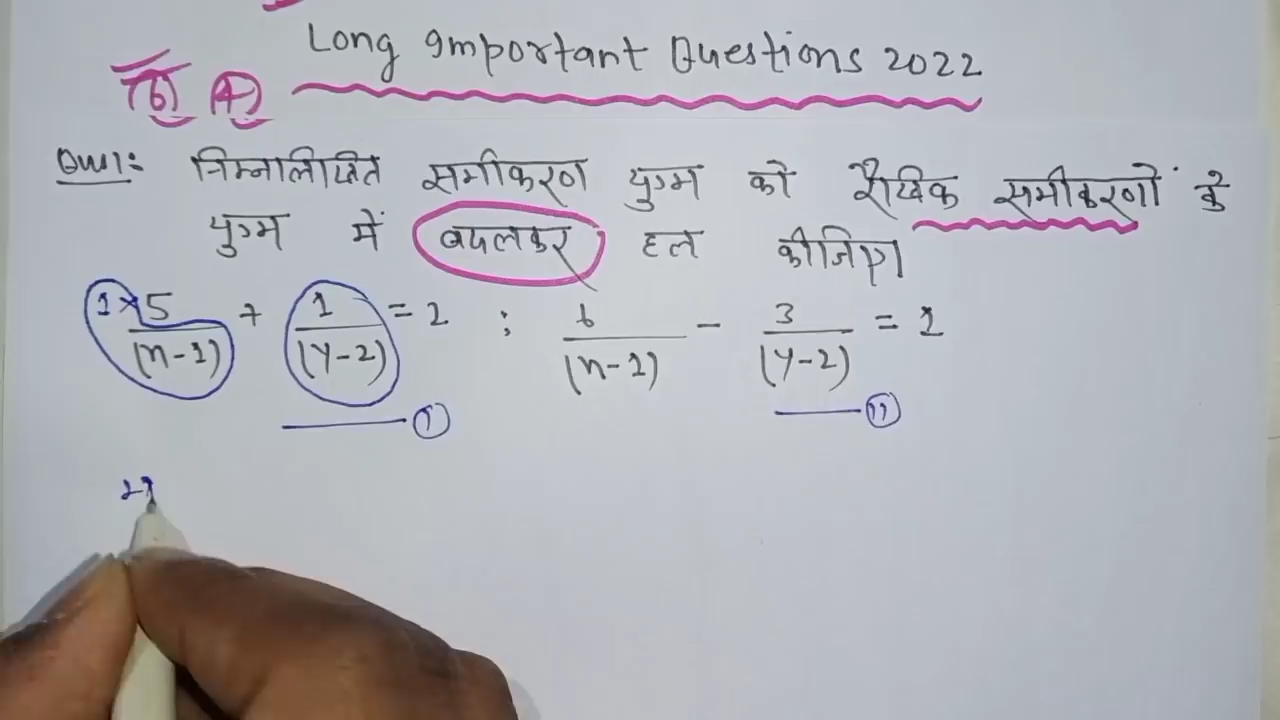 Long Important Questions 2022
Qus1: निम्नलिखित समीकरण युग्म को रैखिक समीकरणों के
युग्म में बदलकर हल कीजिए।
1×5/(x-1) + 1/(y-2) = 2 ; 6/(x-1) - 3/(y-2) = 1
(i) (ii)